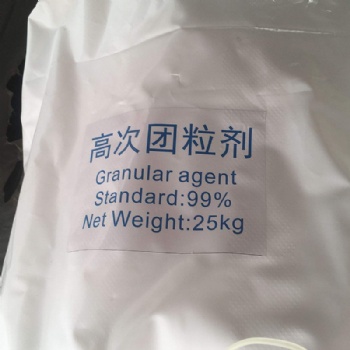 高次团粒剂
Granular agent
Standard:99%
Net Weight:25kg